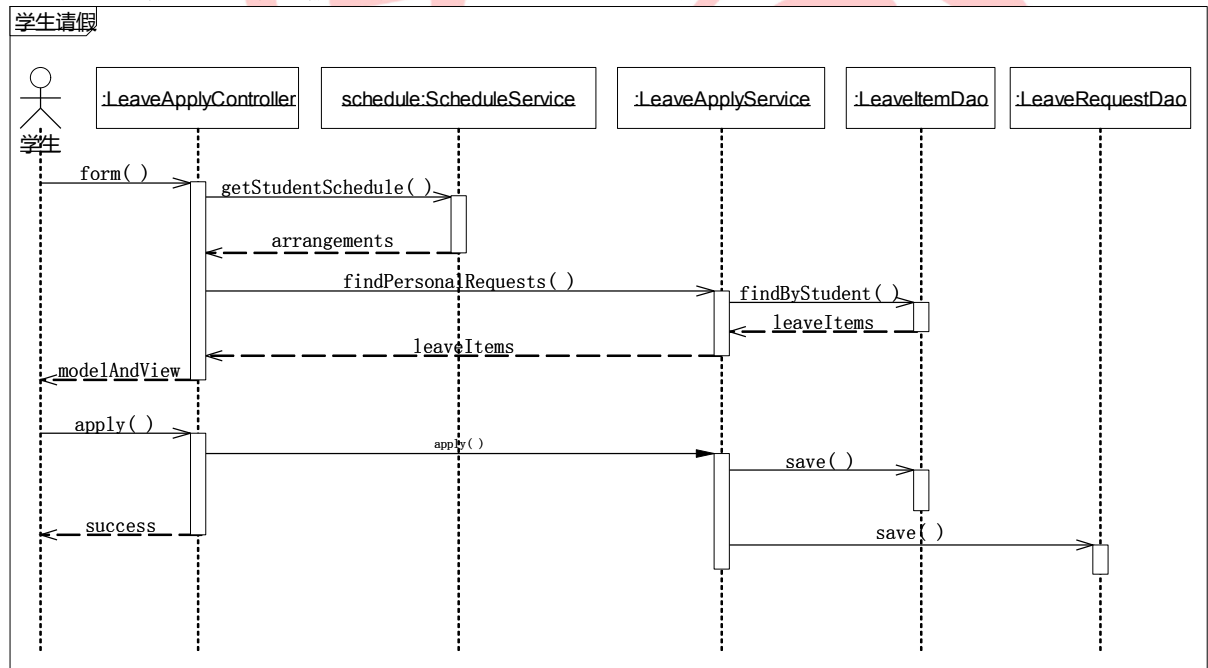 学生请假
:LeaveApplyController
schedule:ScheduleService
:LeaveApplyService
:LeaveItemDao
:LeaveRequestDao
学生
form( )
getStudentSchedule( )
arrangements
findPersonalRequests( )
findByStudent( )
leaveItems
leaveItems
modelAndView
apply( )
apply( )
save( )
success
save( )